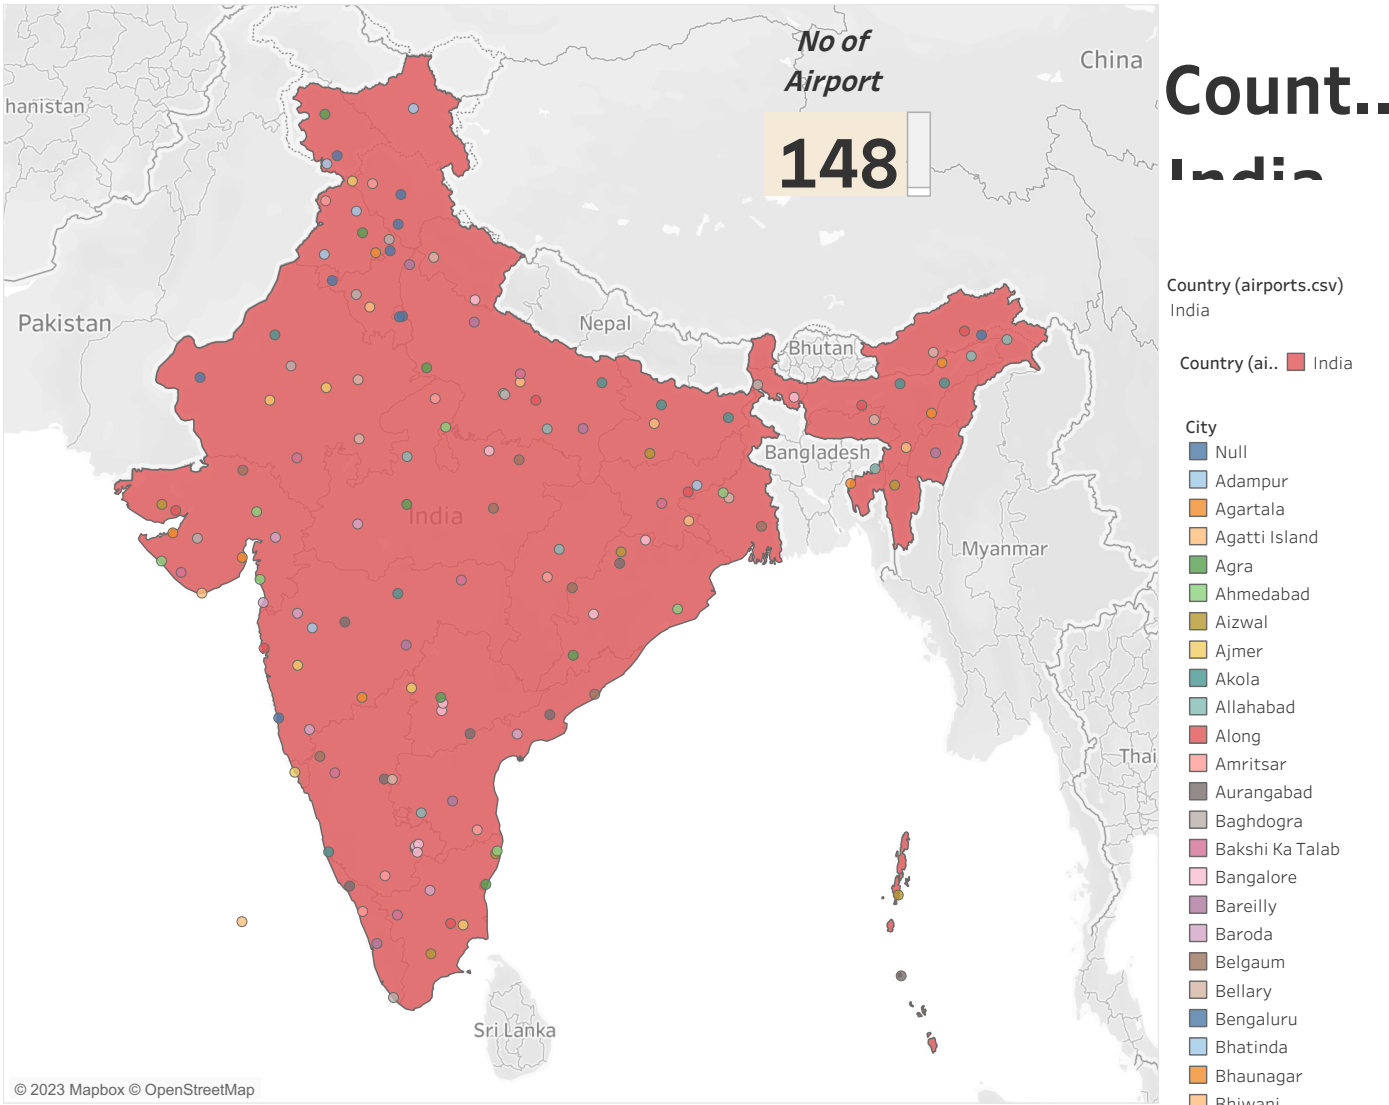 No of
Airport
148
China
hanistan
Pakistan
Nepal
Bhutan
Bangladesh
India
Myanmar
Thai
Sri Lanka
© 2023 Mapbox © OpenStreetMap
Count..
India
Country (airports.csv)
India
Country (ai.. India
City
Null
Adampur
Agartala
Agatti Island
Agra
Ahmedabad
Aizwal
Ajmer
Akola
Allahabad
Along
Amritsar
Aurangabad
Baghdogra
Bakshi Ka Talab
Bangalore
Bareilly
Baroda
Belgaum
Bellary
Bengaluru
Bhatinda
Bhaunagar
Bhiwani